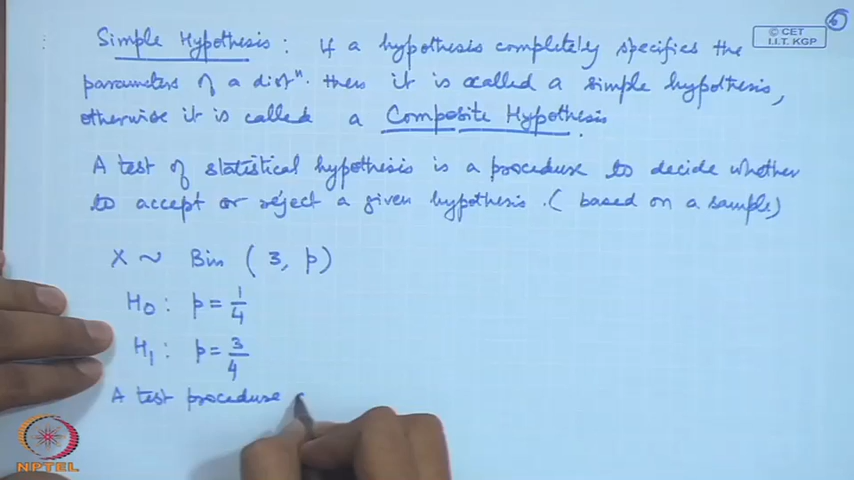 6
© CET
I.I.T. KGP
Simple Hypothesis : If a hypothesis completely specifies the
parameters of a distⁿ. then it is called a simple hypothesis,
otherwise it is called a Composite Hypothesis.
A test of statistical hypothesis is a procedure to decide whether
to accept or reject a given hypothesis. ( based on a sample)
X ~ Bin ( 3, p )
H₀ : p = 1/4
H₁ : p = 3/4
A test procedure
NPTEL